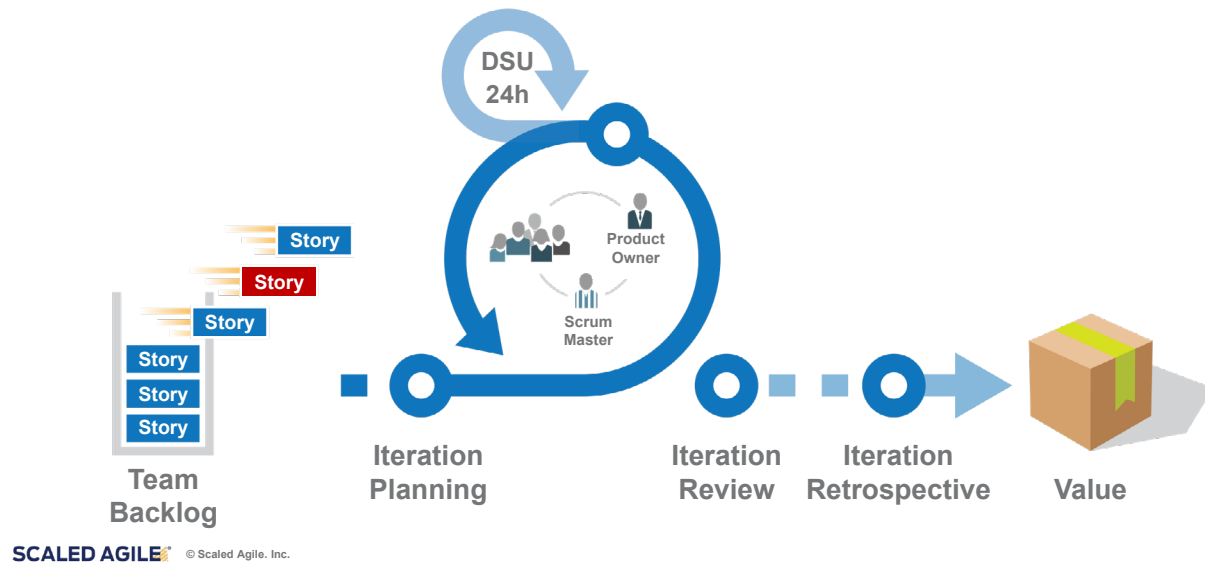 DSU
24h
Product
Owner
Scrum
Master
Story
Story
Story
Story
Story
Story
Team
Backlog
Iteration
Planning
Iteration
Review
Iteration
Retrospective
Value
SCALED AGILE
© Scaled Agile. Inc.